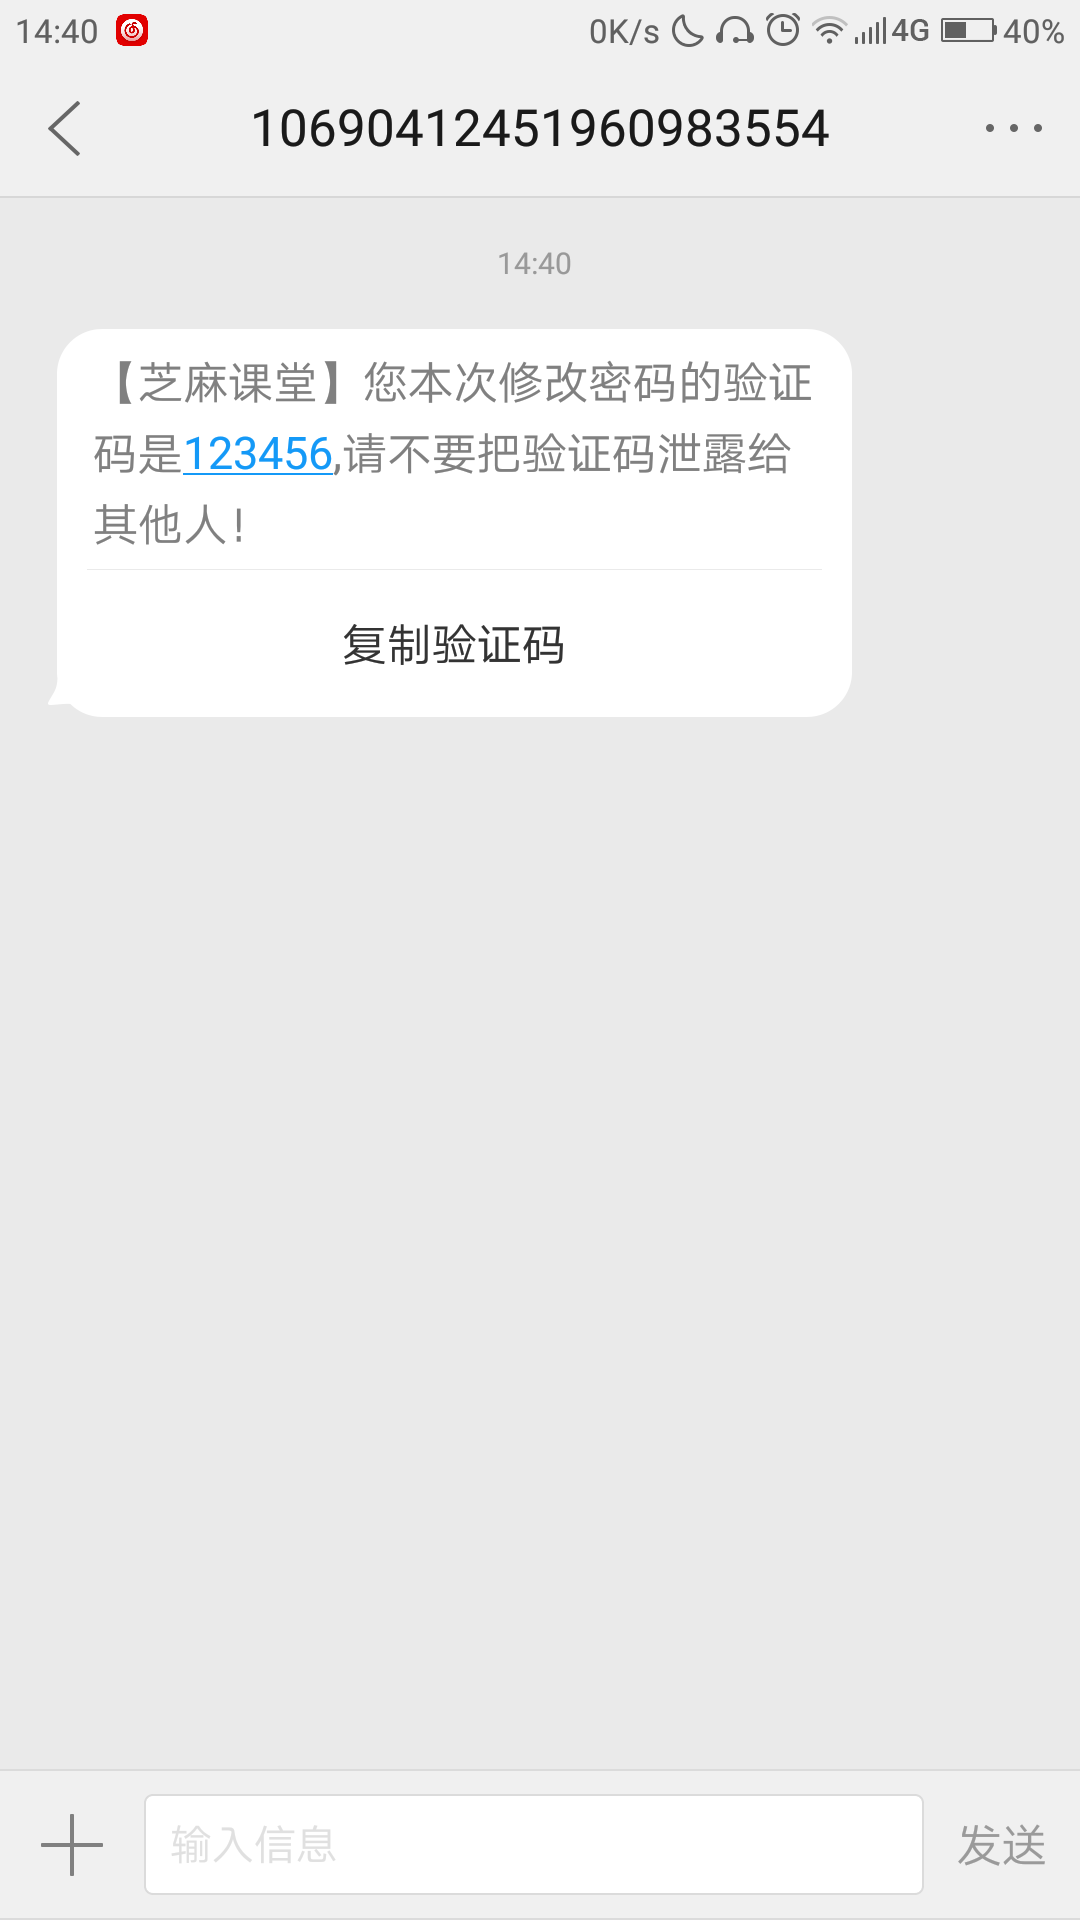 14:40 0K/s 4G 40%
10690412451960983554
14:40
【芝麻课堂】您本次修改密码的验证
码是123456,请不要把验证码泄露给
其他人!
复制验证码
输入信息 发送